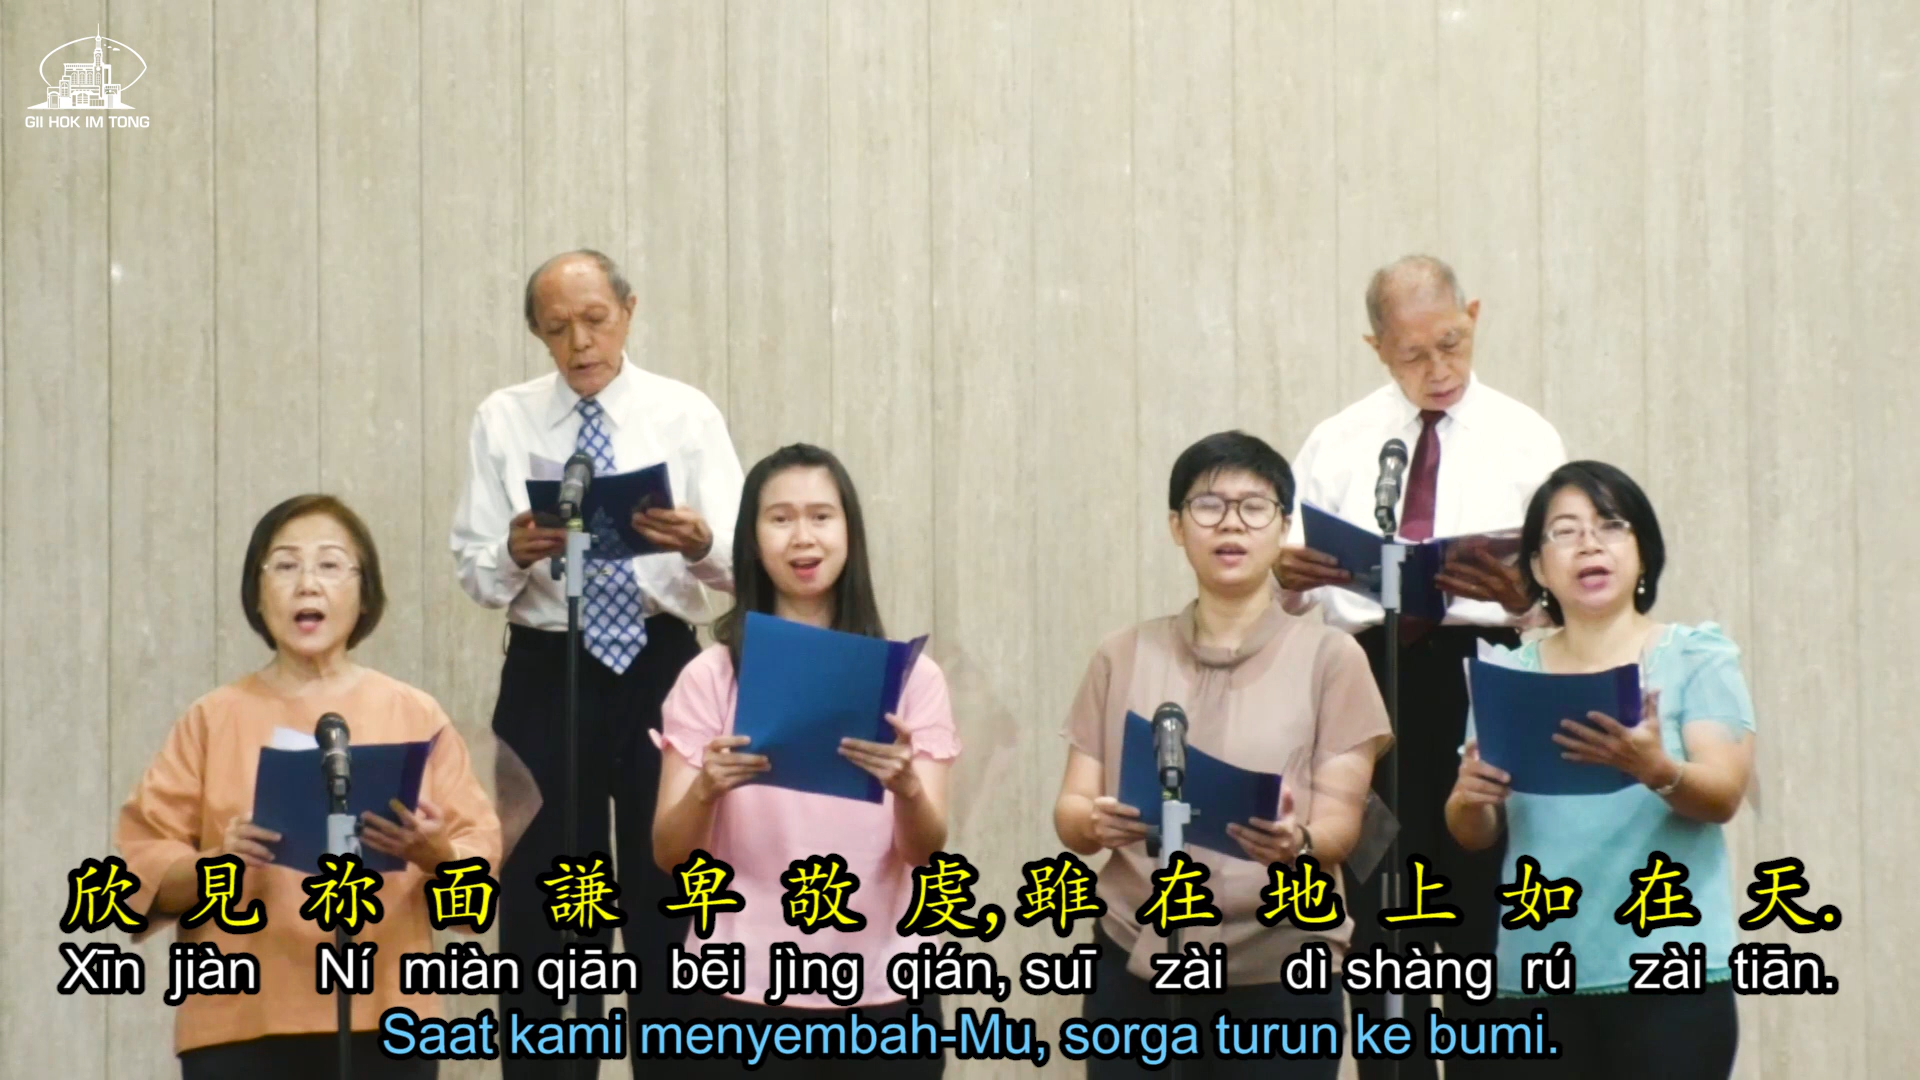 GII HOK IM TONG
欣見祢面謙卑敬虔,雖在地上如在天.
Xīn jiàn Ní miàn qiān bēi jìng qián, suī zài dì shàng rú zài tiān.
Saat kami menyembah-Mu, sorga turun ke bumi.